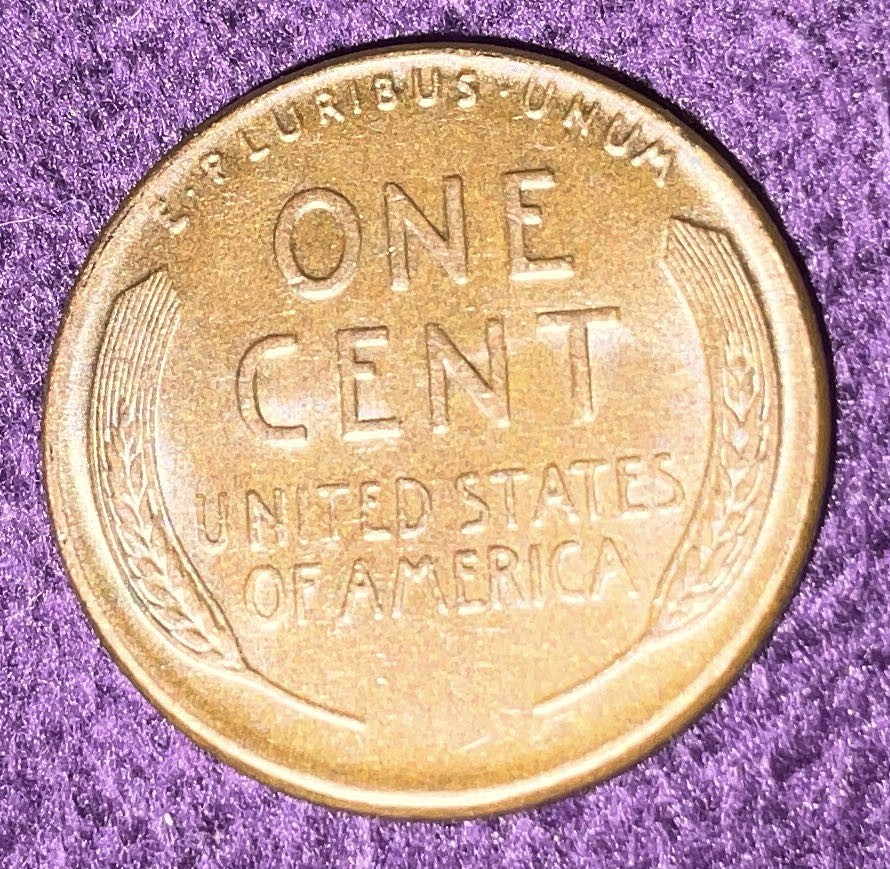 E·PLURIBUS·UNUM
ONE
CENT
UNITED STATES
OF AMERICA